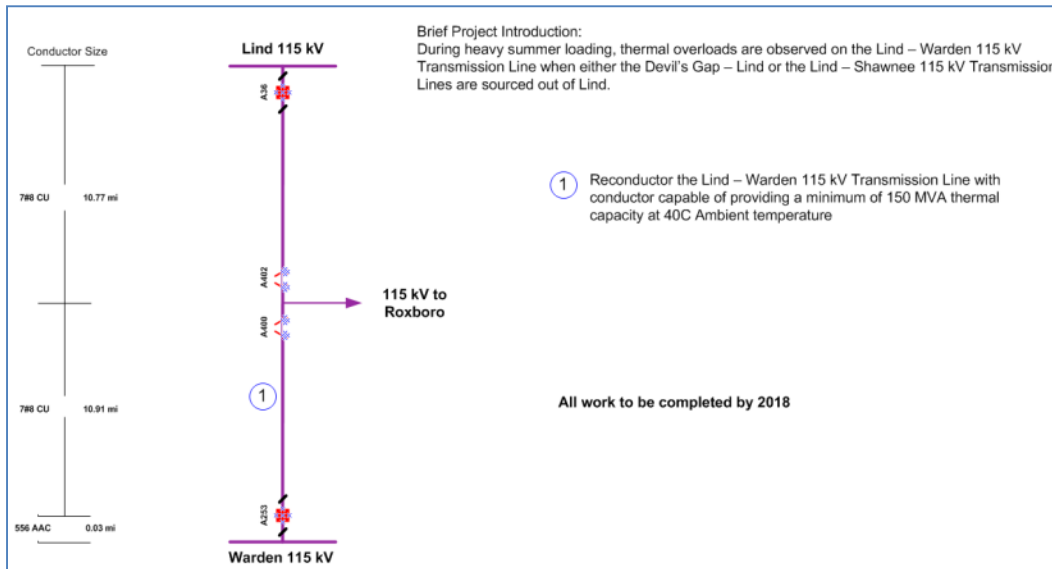 Brief Project Introduction:
During heavy summer loading, thermal overloads are observed on the Lind – Warden 115 kV
Transmission Line when either the Devil's Gap – Lind or the Lind – Shawnee 115 kV Transmission
Lines are sourced out of Lind.
Conductor Size
Lind 115 kV
A36
7#8 CU 10.77 mi
1 Reconductor the Lind – Warden 115 kV Transmission Line with
conductor capable of providing a minimum of 150 MVA thermal
capacity at 40C Ambient temperature
A402
115 kV to
Roxboro
A400
1
7#8 CU 10.91 mi
All work to be completed by 2018
A253
556 AAC 0.03 mi
Warden 115 kV